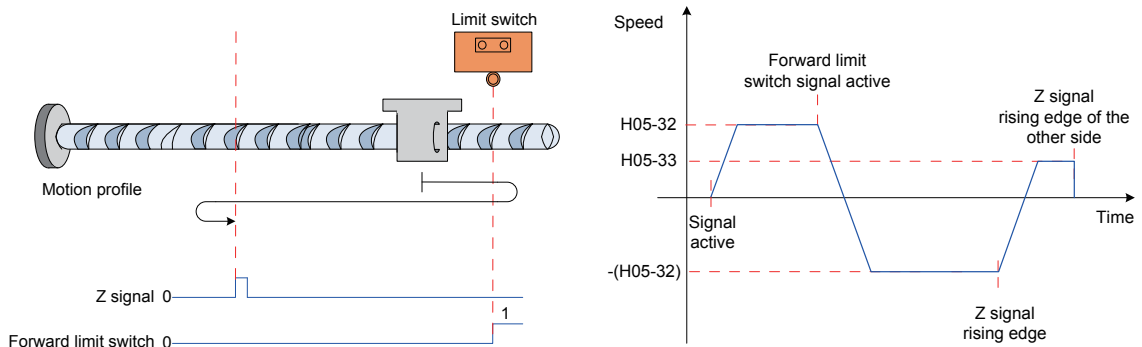 Limit switch
Motion profile
Z signal 0
1
Forward limit switch 0
Speed
Forward limit
switch signal active
Z signal
rising edge of the
other side
H05-32
H05-33
Signal
active
Time
-(H05-32)
Z signal
rising edge